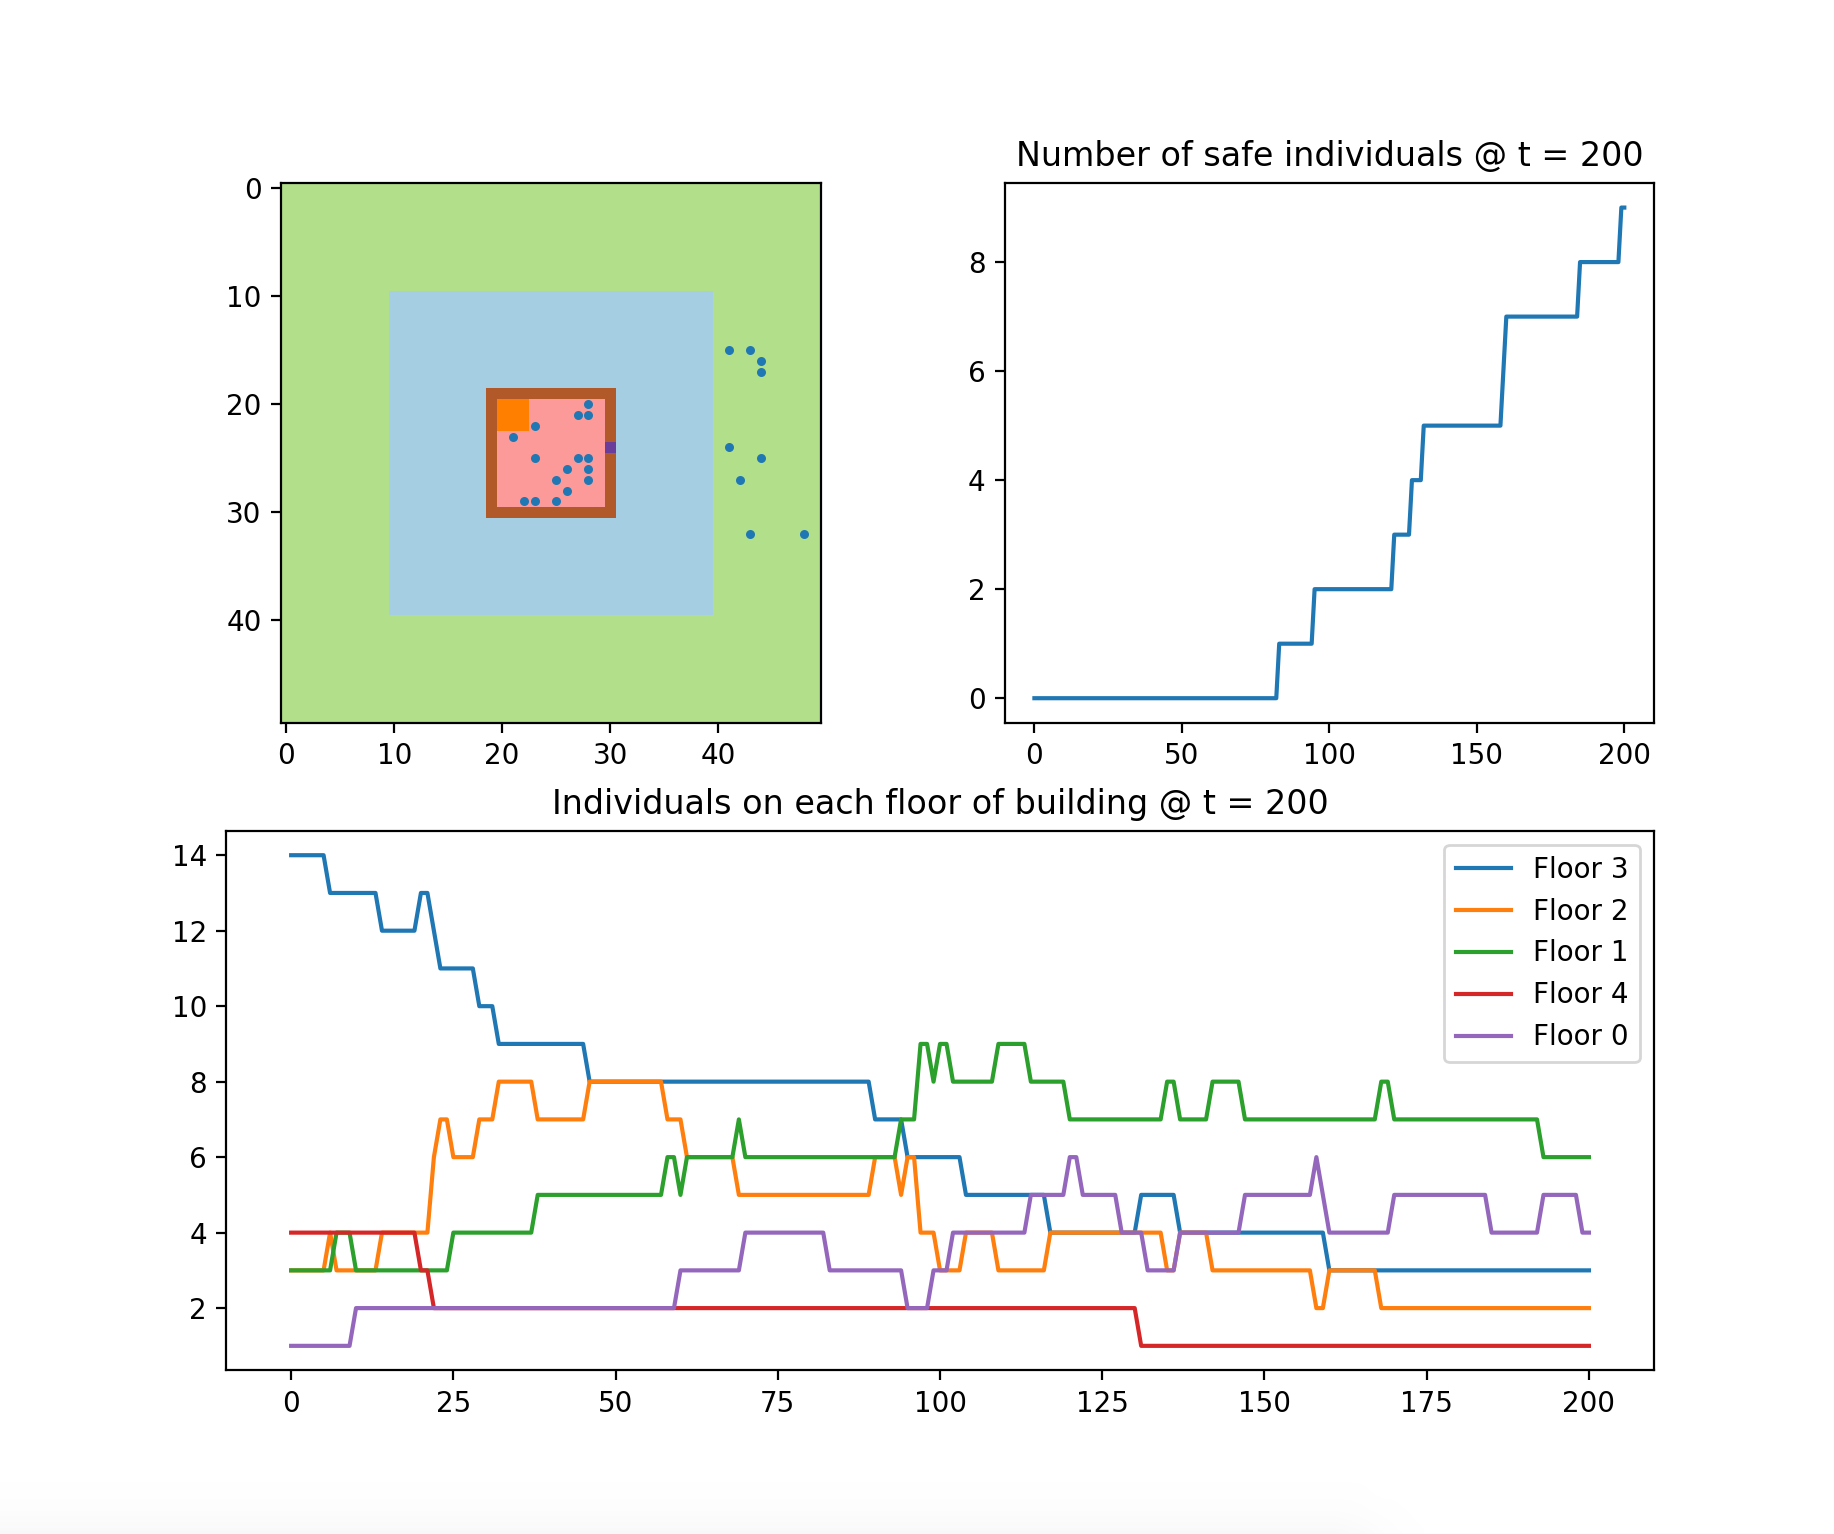 Number of safe individuals @ t = 200
0
10
20
30
40
0 10 20 30 40
8
6
4
2
0
0 50 100 150 200
Individuals on each floor of building @ t = 200
14
12
10
8
6
4
2
0 25 50 75 100 125 150 175 200
Floor 3
Floor 2
Floor 1
Floor 4
Floor 0